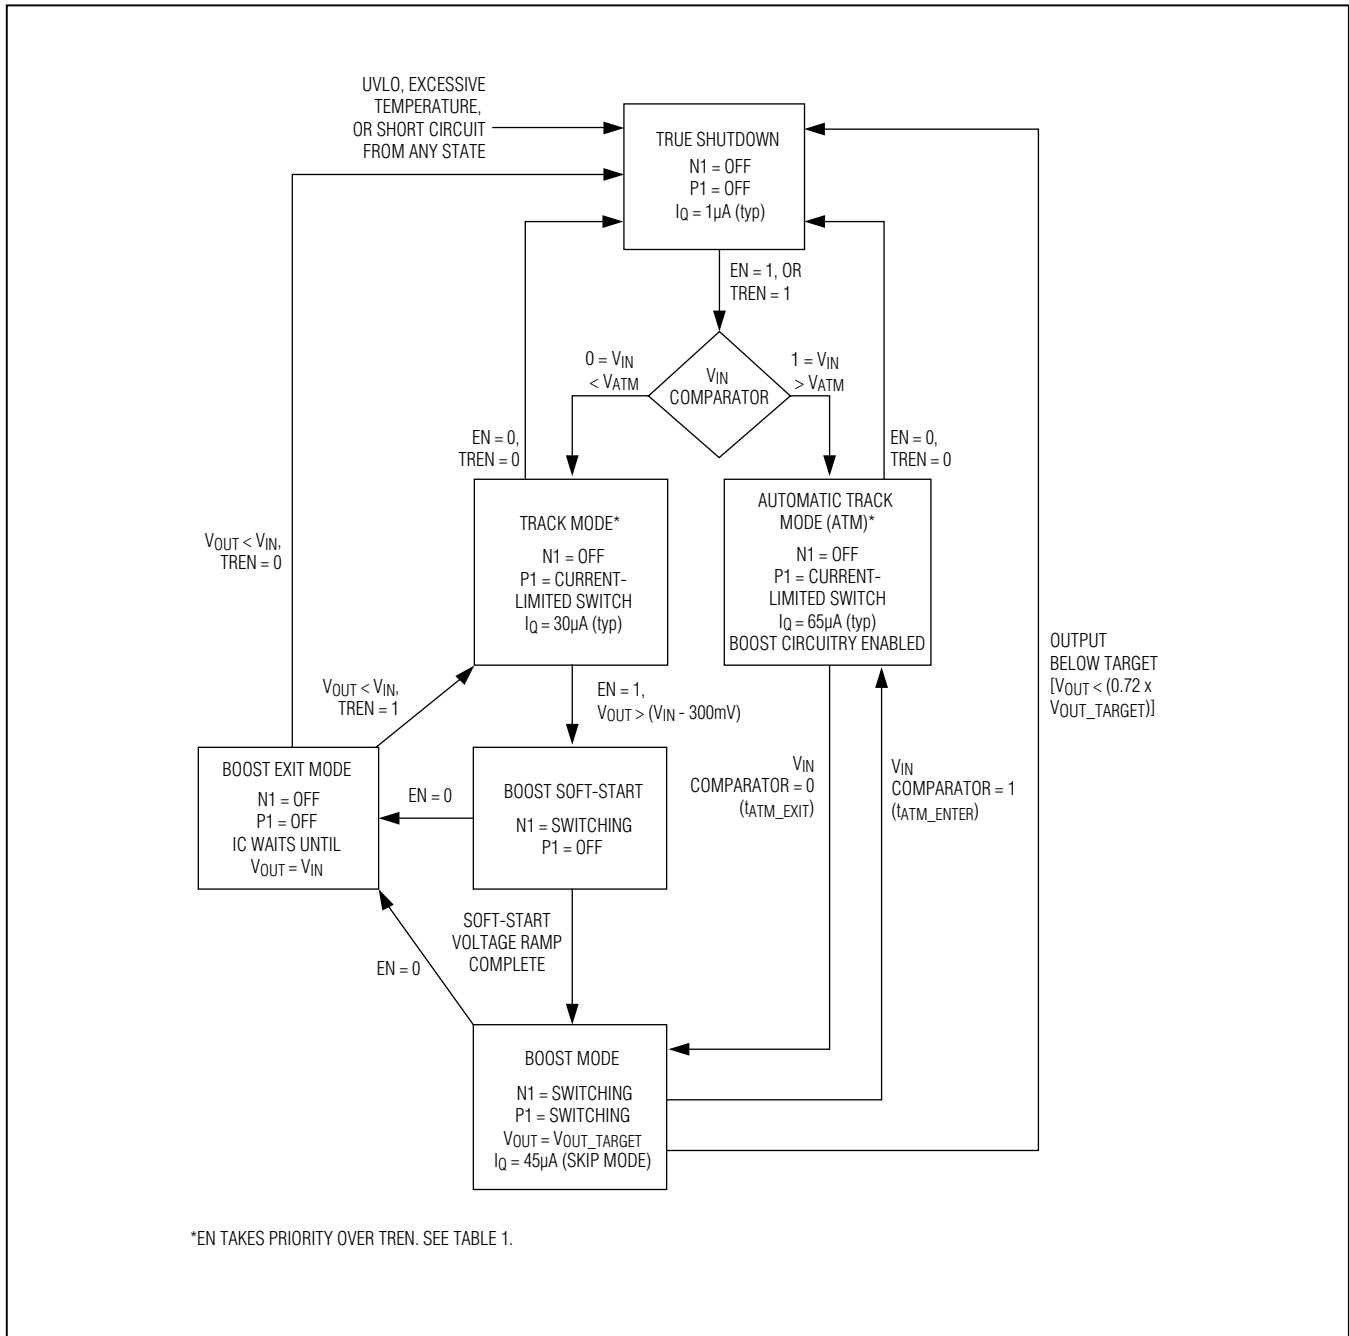 UVLO, EXCESSIVE
TEMPERATURE,
OR SHORT CIRCUIT
FROM ANY STATE
TRUE SHUTDOWN
N1 = OFF
P1 = OFF
IQ = 1µA (typ)
EN = 1, OR
TREN = 1
0 = VIN
< VATM
VIN
COMPARATOR
1 = VIN
> VATM
EN = 0,
TREN = 0
EN = 0,
TREN = 0
TRACK MODE*
N1 = OFF
P1 = CURRENT-
LIMITED SWITCH
IQ = 30µA (typ)
AUTOMATIC TRACK
MODE (ATM)*
N1 = OFF
P1 = CURRENT-
LIMITED SWITCH
IQ = 65µA (typ)
BOOST CIRCUITRY ENABLED
VOUT < VIN,
TREN = 0
OUTPUT
BELOW TARGET
[VOUT < (0.72 x
VOUT_TARGET)]
VOUT < VIN,
TREN = 1
EN = 1,
VOUT > (VIN - 300mV)
BOOST EXIT MODE
N1 = OFF
P1 = OFF
IC WAITS UNTIL
VOUT = VIN
EN = 0
BOOST SOFT-START
N1 = SWITCHING
P1 = OFF
VIN
COMPARATOR = 0
(tATM_EXIT)
VIN
COMPARATOR = 1
(tATM_ENTER)
SOFT-START
VOLTAGE RAMP
COMPLETE
EN = 0
BOOST MODE
N1 = SWITCHING
P1 = SWITCHING
VOUT = VOUT_TARGET
IQ = 45µA (SKIP MODE)
*EN TAKES PRIORITY OVER TREN. SEE TABLE 1.